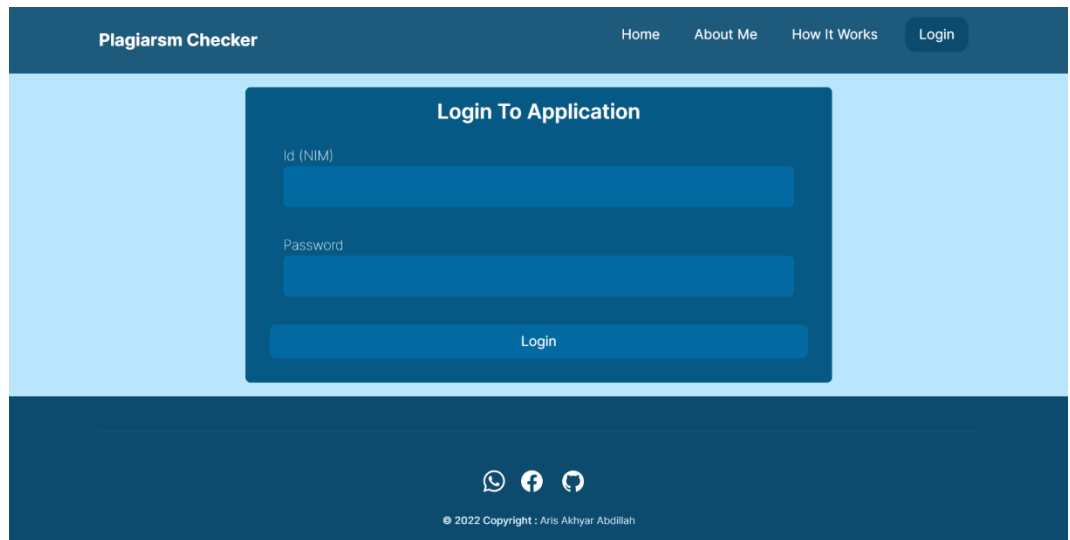 Plagiarsm Checker
Home About Me How It Works Login
Login To Application
Id (NIM)
Password
Login
© 2022 Copyright : Aris Akhyar Abdillah